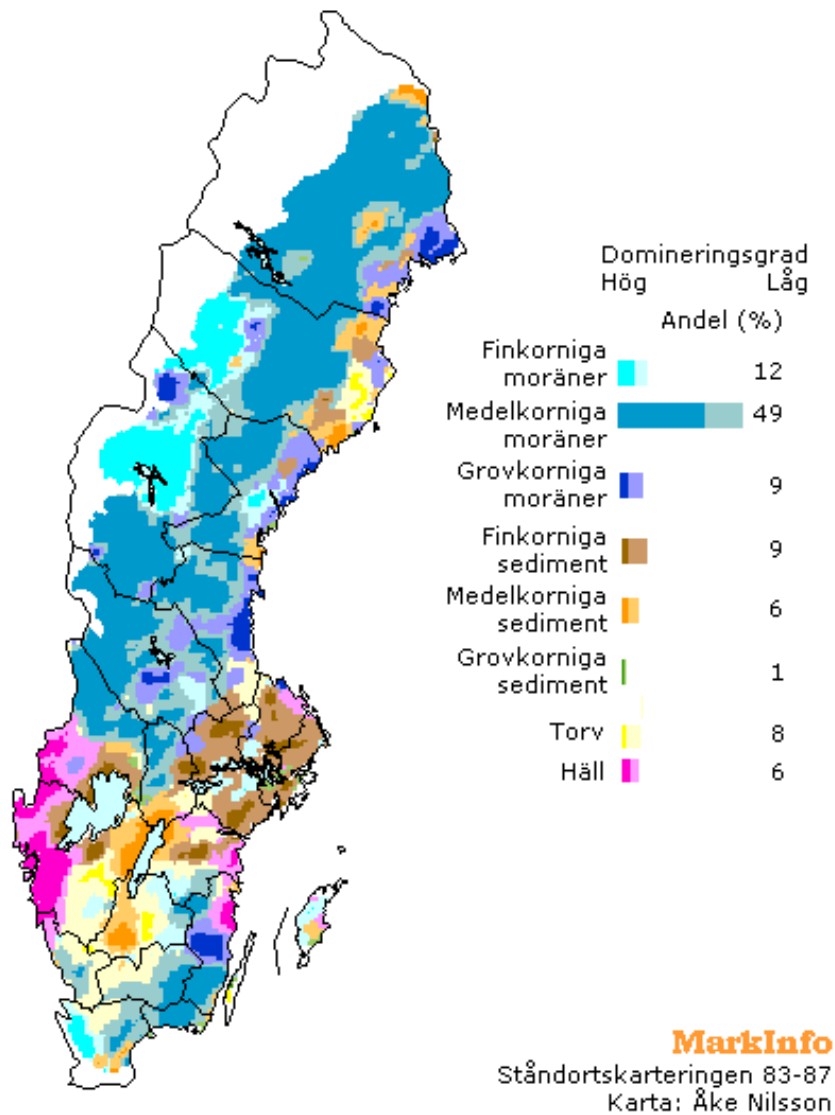 Domineringsgrad
Hög Låg
Andel (%)
Finkorniga
moräner 12
Medelkorniga
moräner 49
Grovkorniga
moräner 9
Finkorniga
sediment 9
Medelkorniga
sediment 6
Grovkorniga
sediment 1
Torv 8
Häll 6
MarkInfo
Ståndortskarteringen 83-87
Karta: Åke Nilsson